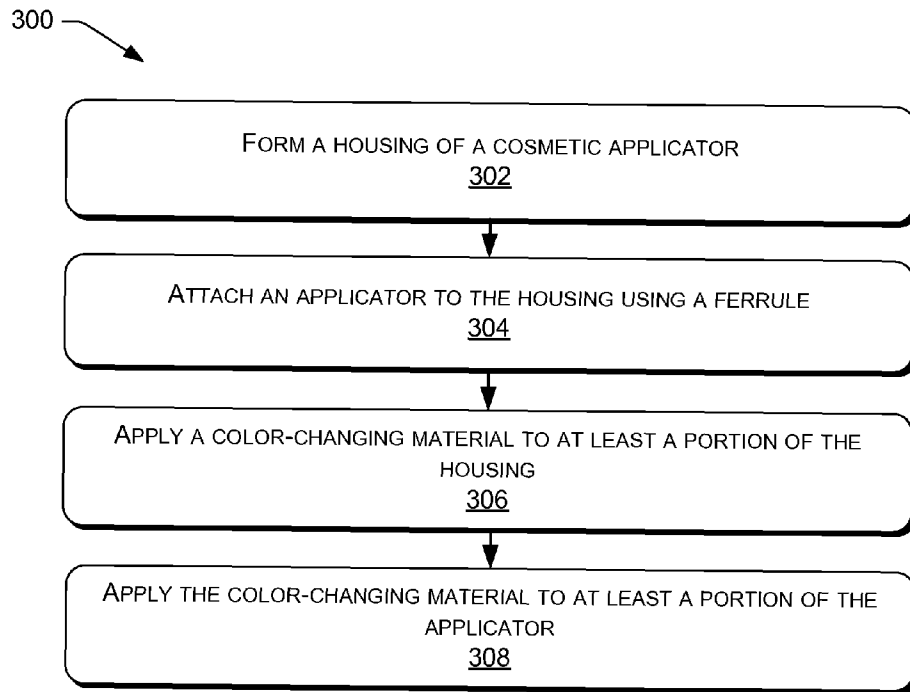 300
FORM A HOUSING OF A COSMETIC APPLICATOR
302
ATTACH AN APPLICATOR TO THE HOUSING USING A FERRULE
304
APPLY A COLOR-CHANGING MATERIAL TO AT LEAST A PORTION OF THE
HOUSING
306
APPLY THE COLOR-CHANGING MATERIAL TO AT LEAST A PORTION OF THE
APPLICATOR
308